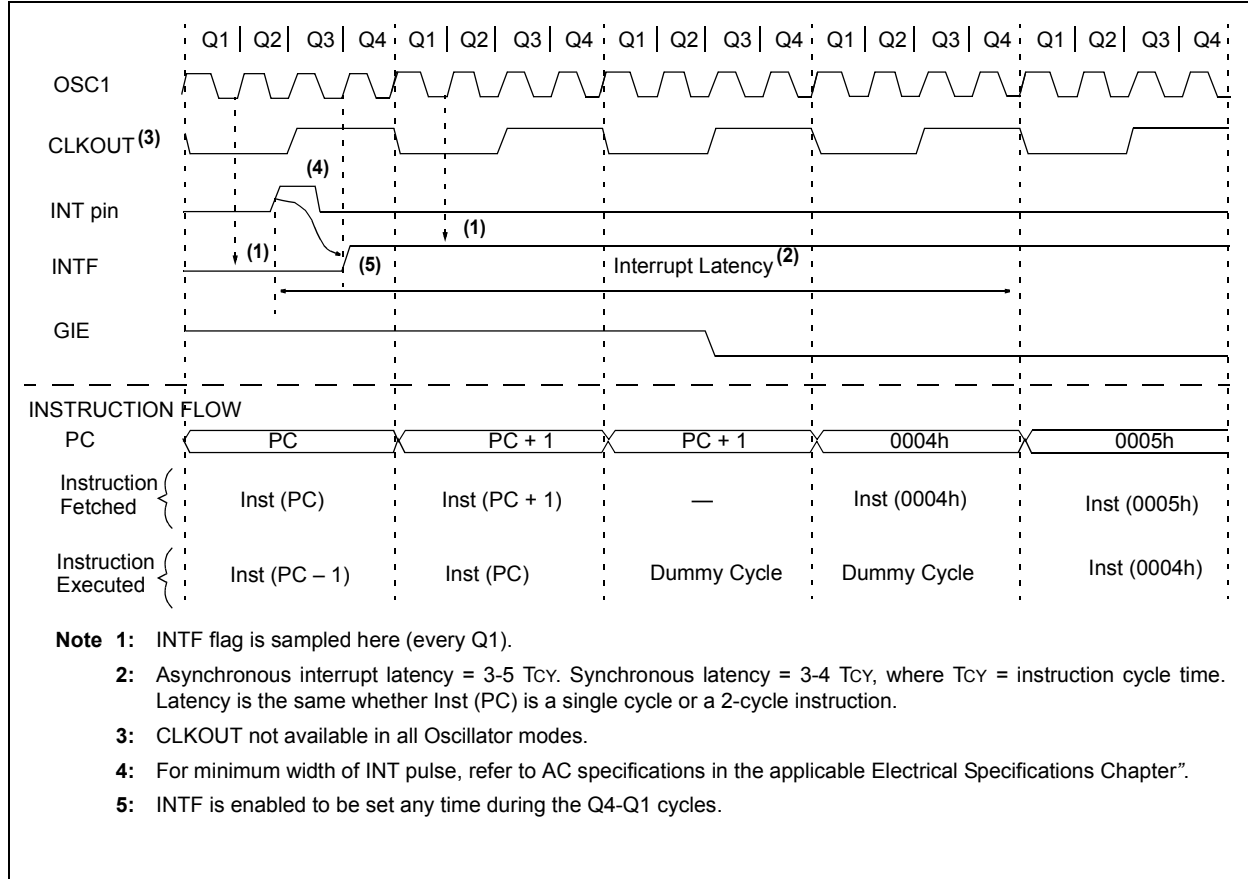 Q1 | Q2 | Q3 | Q4 Q1 | Q2 | Q3 | Q4 Q1 | Q2 | Q3 | Q4 Q1 | Q2 | Q3 | Q4 Q1 | Q2 | Q3 | Q4
OSC1
CLKOUT (3)
(4)
INT pin
(1) (1)
INTF (5) Interrupt Latency (2)
GIE
INSTRUCTION FLOW
PC PC PC + 1 PC + 1 0004h 0005h
Instruction Fetched Inst (PC) Inst (PC + 1) — Inst (0004h) Inst (0005h)
Instruction Executed Inst (PC – 1) Inst (PC) Dummy Cycle Dummy Cycle Inst (0004h)
Note 1: INTF flag is sampled here (every Q1).
2: Asynchronous interrupt latency = 3-5 TCY. Synchronous latency = 3-4 TCY, where TCY = instruction cycle time.
Latency is the same whether Inst (PC) is a single cycle or a 2-cycle instruction.
3: CLKOUT not available in all Oscillator modes.
4: For minimum width of INT pulse, refer to AC specifications in the applicable Electrical Specifications Chapter”.
5: INTF is enabled to be set any time during the Q4-Q1 cycles.